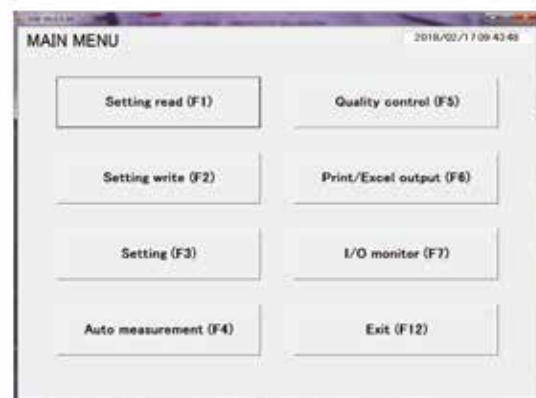 MAIN MENU
2018/02/17 09:43:48
Setting read (F1)
Quality control (F5)
Setting write (F2)
Print/Excel output (F6)
Setting (F3)
I/O monitor (F7)
Auto measurement (F4)
Exit (F12)